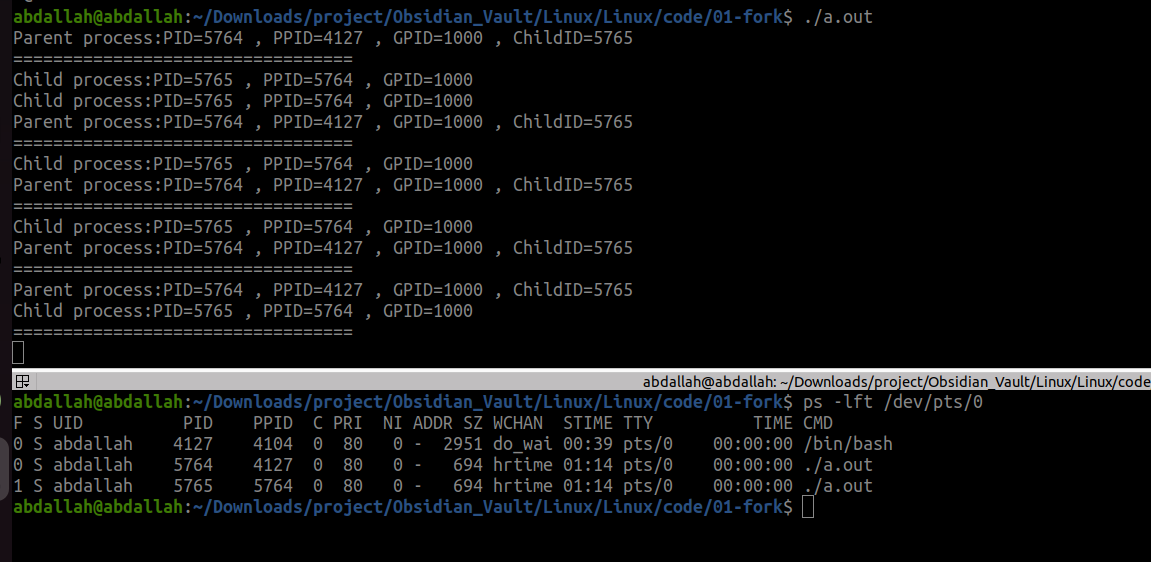 abdallah@abdallah:~/Downloads/project/Obsidian_Vault/Linux/Linux/code/01-fork$ ./a.out
Parent process:PID=5764 , PPID=4127 , GPID=1000 , ChildID=5765
==================================
Child process:PID=5765 , PPID=5764 , GPID=1000
Child process:PID=5765 , PPID=5764 , GPID=1000
Parent process:PID=5764 , PPID=4127 , GPID=1000 , ChildID=5765
==================================
Child process:PID=5765 , PPID=5764 , GPID=1000
Parent process:PID=5764 , PPID=4127 , GPID=1000 , ChildID=5765
==================================
Child process:PID=5765 , PPID=5764 , GPID=1000
Parent process:PID=5764 , PPID=4127 , GPID=1000 , ChildID=5765
==================================
Parent process:PID=5764 , PPID=4127 , GPID=1000 , ChildID=5765
Child process:PID=5765 , PPID=5764 , GPID=1000
==================================
abdallah@abdallah: ~/Downloads/project/Obsidian_Vault/Linux/Linux/code
abdallah@abdallah:~/Downloads/project/Obsidian_Vault/Linux/Linux/code/01-fork$ ps -lft /dev/pts/0
F S UID          PID    PPID  C PRI  NI ADDR SZ WCHAN  STIME TTY          TIME CMD
0 S abdallah    4127    4104  0  80   0 -  2951 do_wai 00:39 pts/0    00:00:00 /bin/bash
0 S abdallah    5764    4127  0  80   0 -   694 hrtime 01:14 pts/0    00:00:00 ./a.out
1 S abdallah    5765    5764  0  80   0 -   694 hrtime 01:14 pts/0    00:00:00 ./a.out
abdallah@abdallah:~/Downloads/project/Obsidian_Vault/Linux/Linux/code/01-fork$